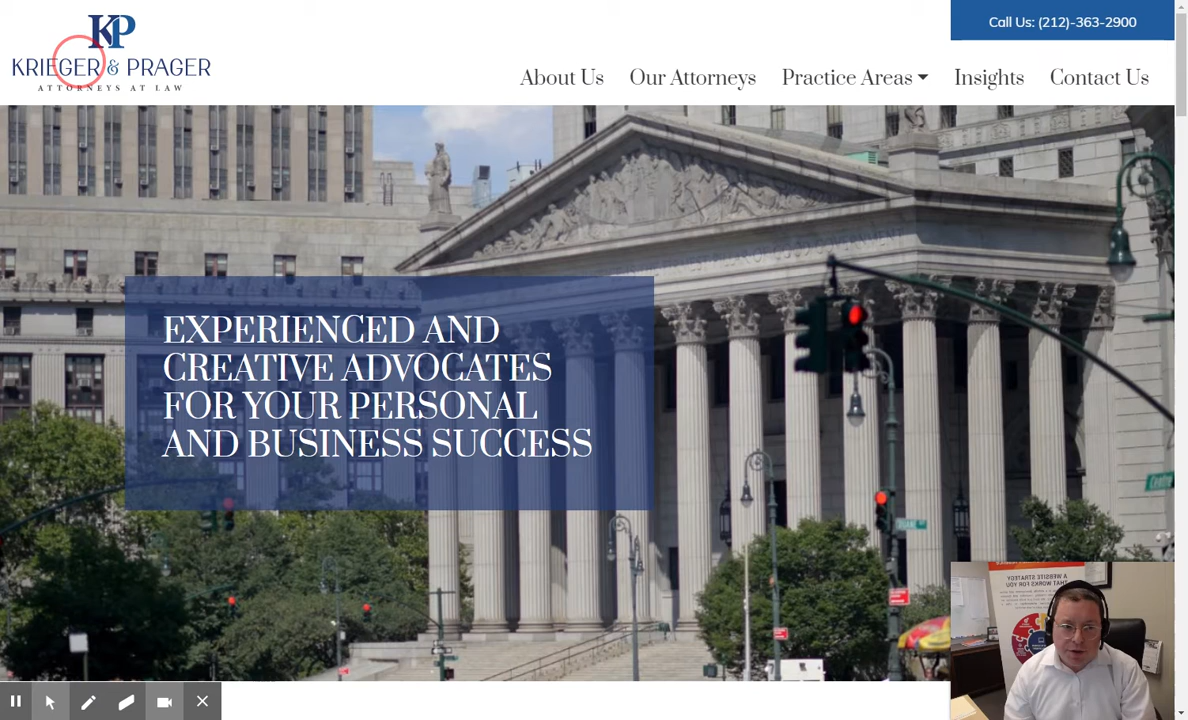 KP
KRIEGER & PRAGER
ATTORNEYS AT LAW
Call Us: (212)-363-2900
About Us
Our Attorneys
Practice Areas
Insights
Contact Us
EXPERIENCED AND
CREATIVE ADVOCATES
FOR YOUR PERSONAL
AND BUSINESS SUCCESS
A WEBSITE STRATEGY
THAT WORKS FOR YOU